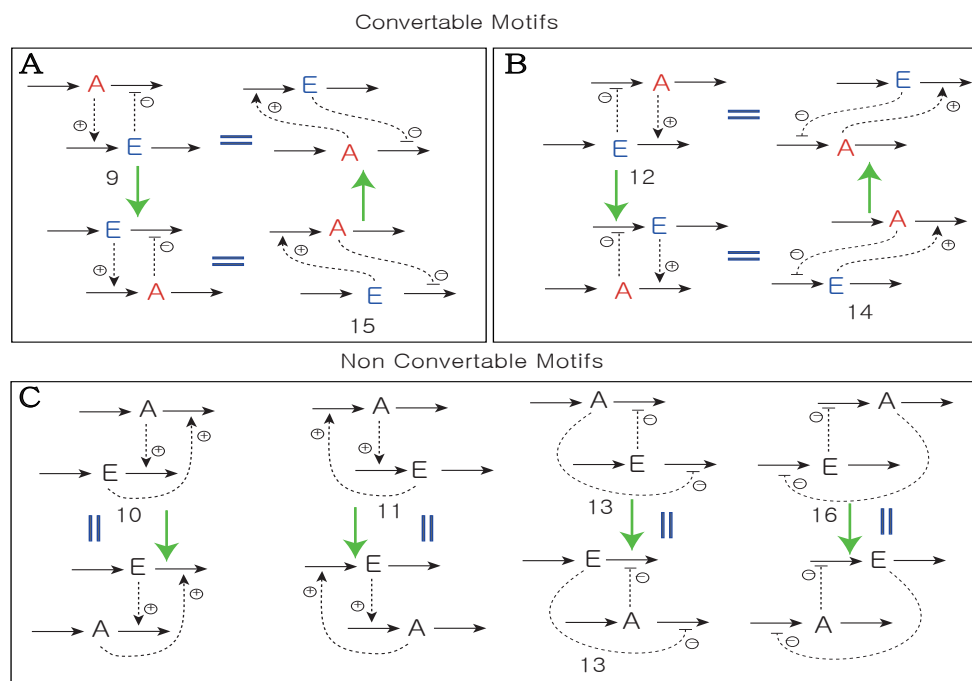 Convertable Motifs
A
B
A
E
E
A
⊕
⊖
⊕
⊖
E
A
9
E
A
⊕
⊖
⊕
⊖
A
E
15
A
E
⊖
⊕
⊖
⊕
E
A
12
E
A
⊖
⊕
⊖
⊕
A
E
14
Non Convertable Motifs
C
A
A
A
A
⊕
⊕
⊕
⊕
⊖
⊖
E
E
E
E
⊖
⊖
10
11
13
16
E
E
E
E
⊕
⊕
⊕
⊕
⊖
⊖
A
A
A
A
⊖
⊖
13